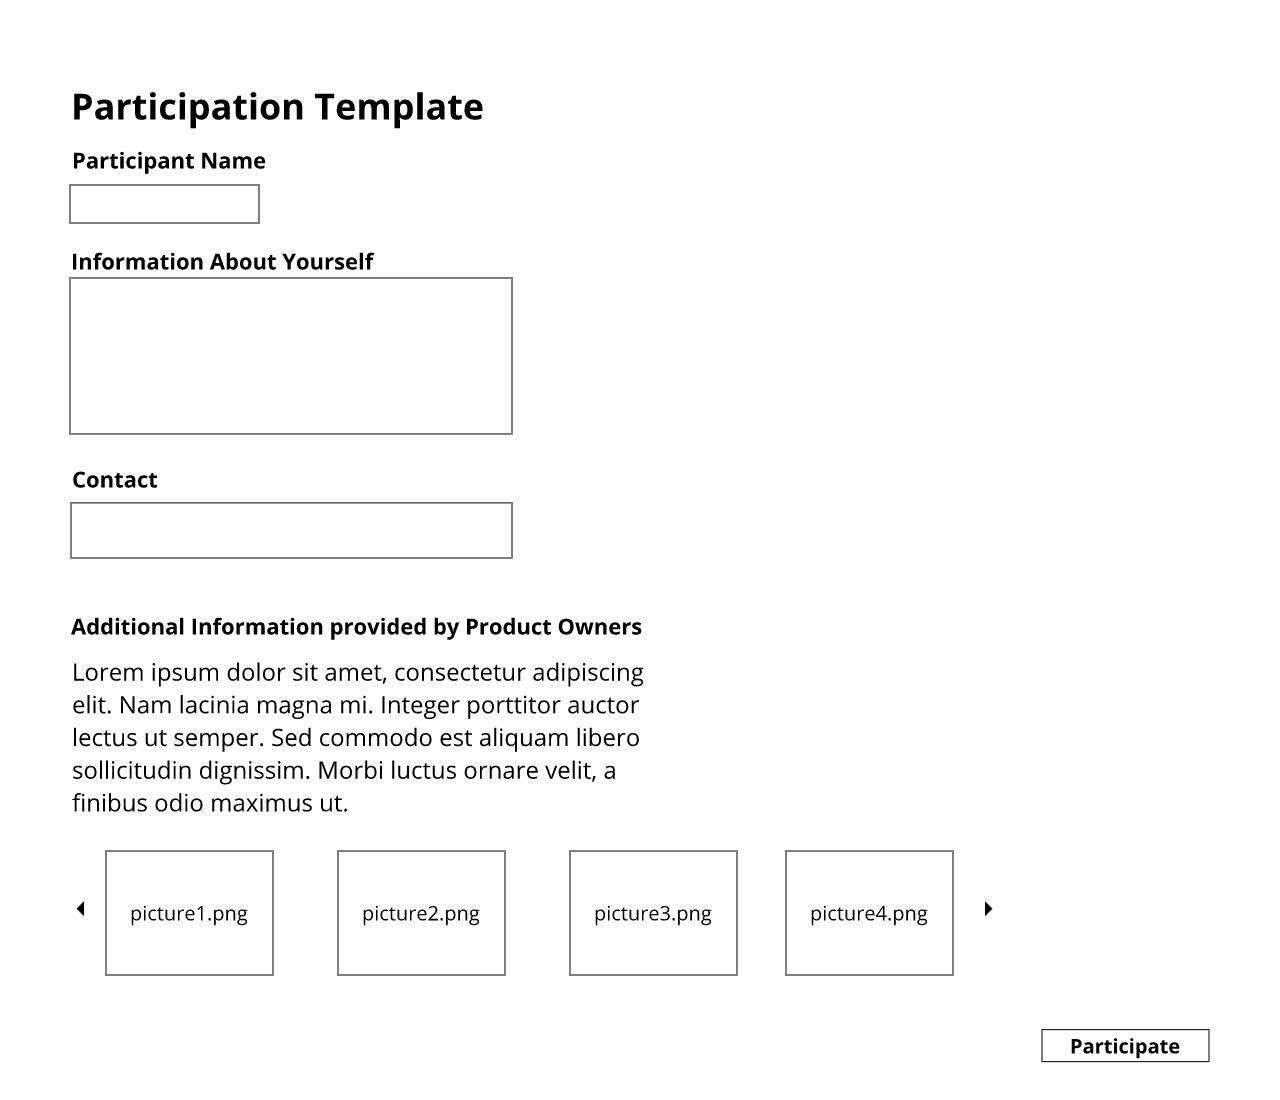 Participation Template
Participant Name
Information About Yourself
Contact
Additional Information provided by Product Owners
Lorem ipsum dolor sit amet, consectetur adipiscing
elit. Nam lacinia magna mi. Integer porttitor auctor
lectus ut semper. Sed commodo est aliquam libero
sollicitudin dignissim. Morbi luctus ornare velit, a
finibus odio maximus ut.
picture1.png picture2.png picture3.png picture4.png
Participate